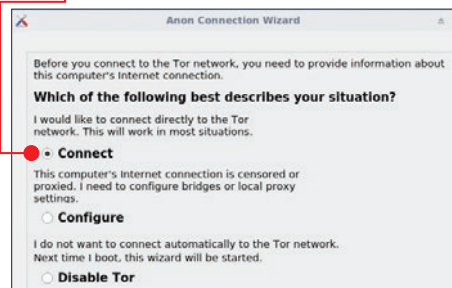 Anon Connection Wizard
Before you connect to the Tor network, you need to provide information about
this computer's Internet connection.
Which of the following best describes your situation?
I would like to connect directly to the Tor
network. This will work in most situations.
Connect
This computer's Internet connection is censored or
proxied. I need to configure bridges or local proxy
settings.
Configure
I do not want to connect automatically to the Tor network.
Next time I boot, this wizard will be started.
Disable Tor